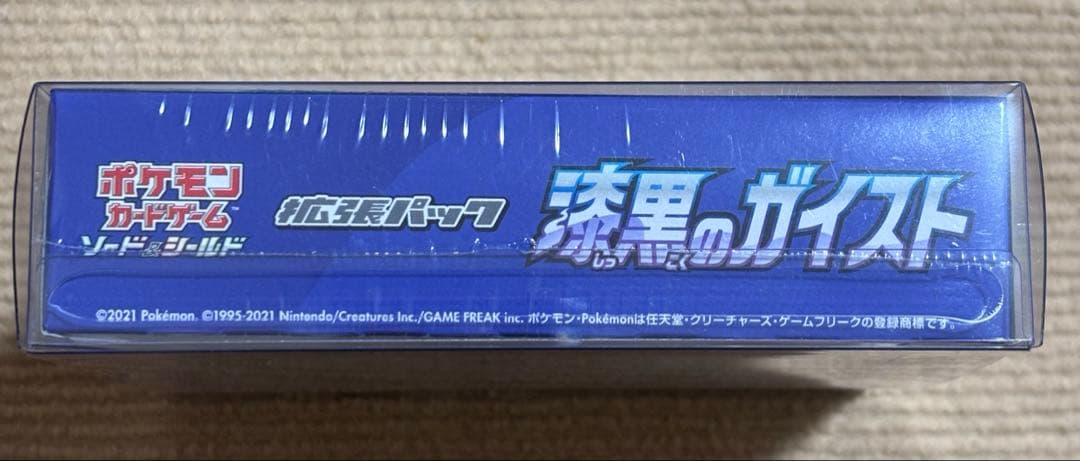 ポケモン
カードゲーム
ソード&シールド
拡張パック
漆黒のガイスト
しっ こく
©2021 Pokémon. ©1995-2021 Nintendo/Creatures Inc./GAME FREAK inc. ポケモン・Pokémonは任天堂・クリーチャーズ・ゲームフリークの登録商標です。